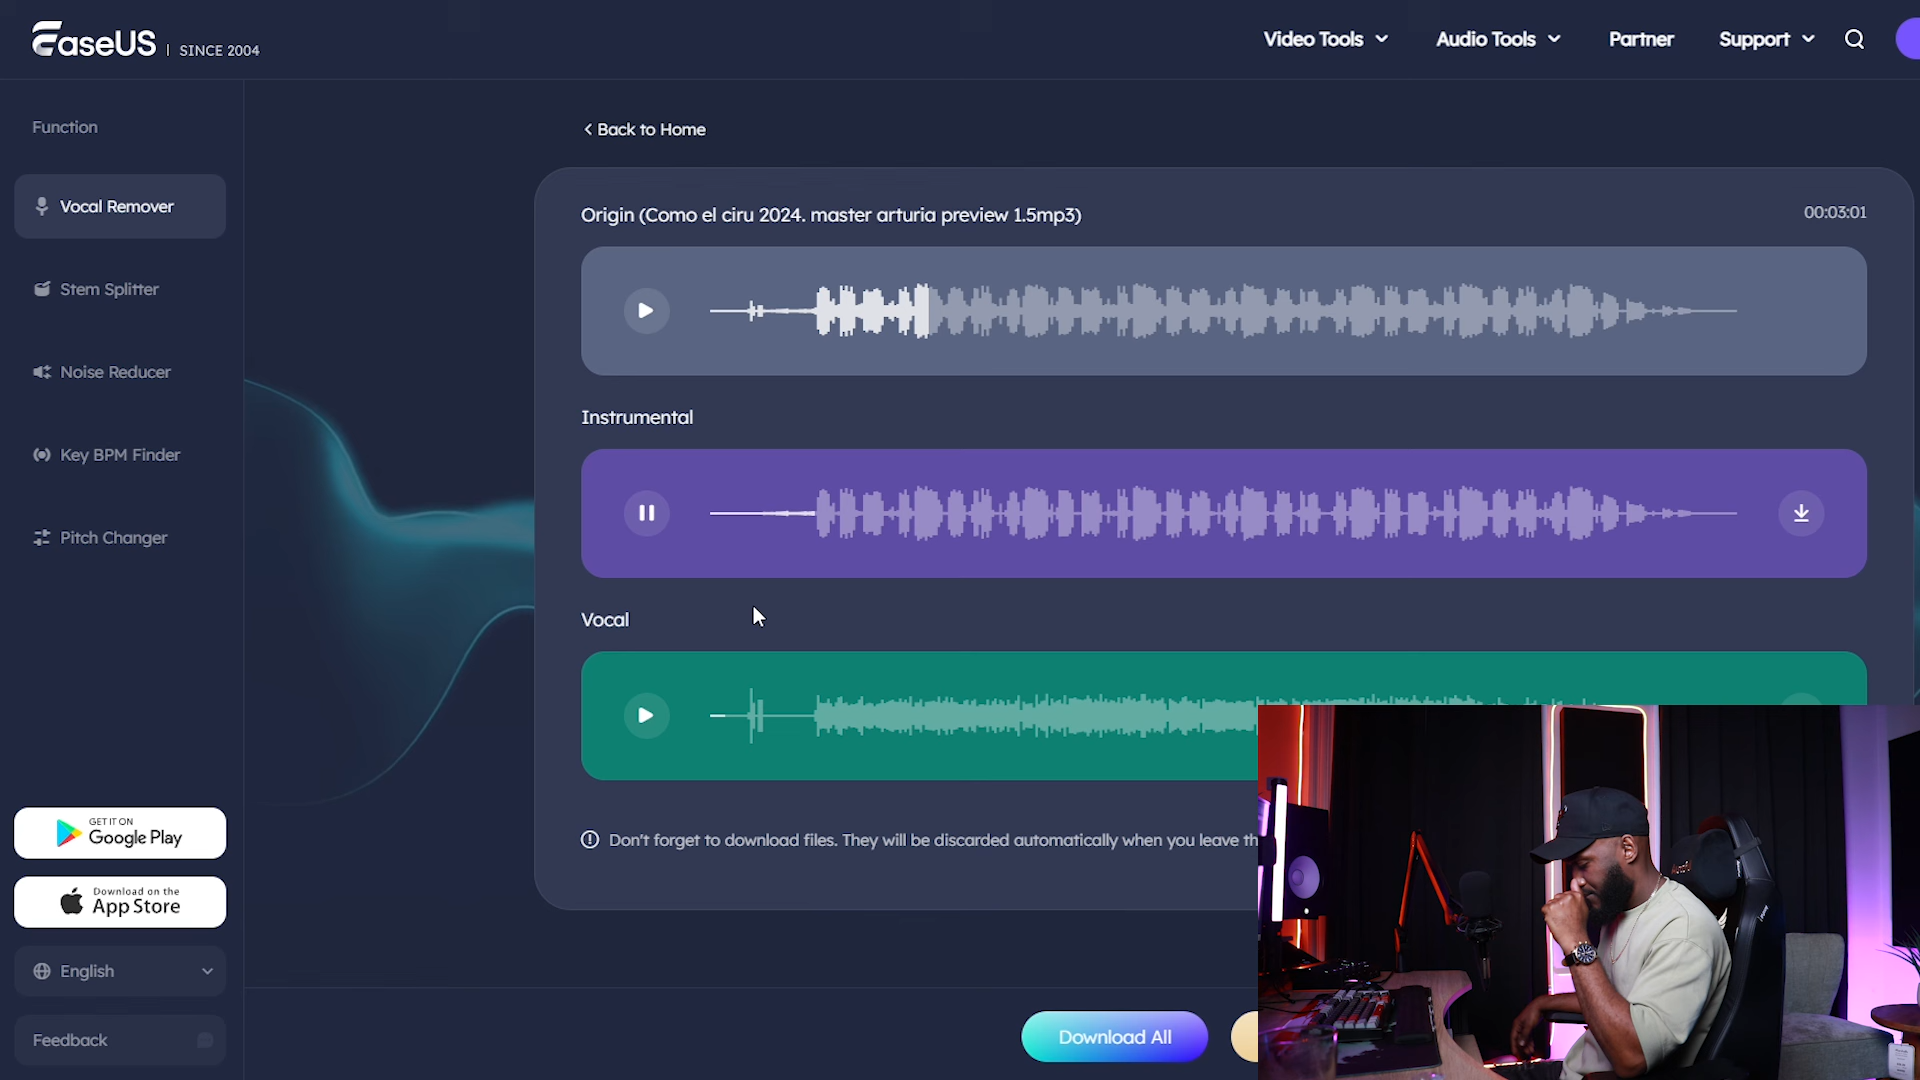 EaseUS | SINCE 2004
Video Tools
Audio Tools
Partner
Support
Function
Vocal Remover
Stem Splitter
Noise Reducer
Key BPM Finder
Pitch Changer
GET IT ON
Google Play
Download on the
App Store
English
Feedback
< Back to Home
Origin (Como el ciru 2024. master arturia preview 1.5mp3)
00:03:01
Instrumental
Vocal
Don't forget to download files. They will be discarded automatically when you leave th
Download All